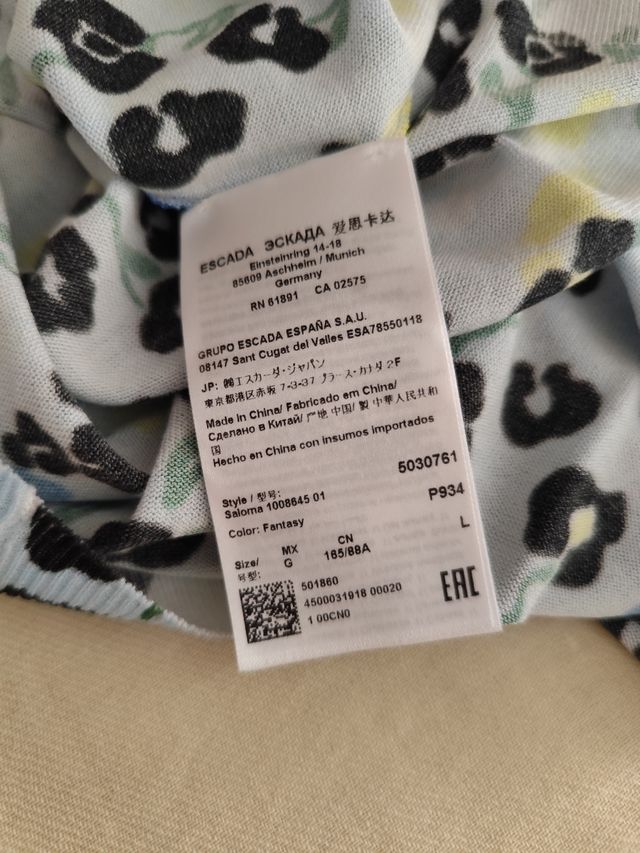 ESCADA ЭСКАДА 爱思卡达
Einsteinring 14-18
85609 Aschheim / Munich
Germany
RN 61891 CA 02575
GRUPO ESCADA ESPAÑA S.A.U.
08147 Sant Cugat del Valles ESA78550118
JP: ㈱エスカーダ・ジャパン
東京都港区赤坂 7-3-37 プラース・カナダ 2F
Made in China/ Fabricado en China/
Сделано в Китай/ 产地 中国/ 製 中華人民共和
国
Hecho en China con insumos importados
5030761
Style / 型号:
Saloma 1008645 01
P934
Color: Fantasy
Size/ MX CN L
号型: G 165/88A
501860
4500031918 00020
1 00CN0
EAC